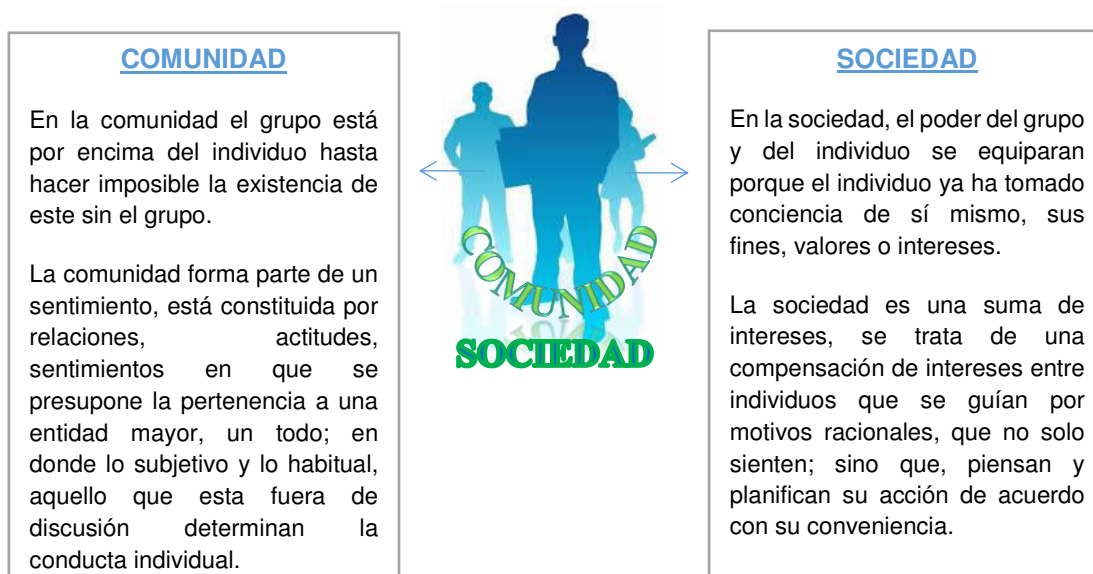 COMUNIDAD
En la comunidad el grupo está
por encima del individuo hasta
hacer imposible la existencia de
este sin el grupo.
La comunidad forma parte de un
sentimiento, está constituida por
relaciones, actitudes,
sentimientos en que se
presupone la pertenencia a una
entidad mayor, un todo; en
donde lo subjetivo y lo habitual,
aquello que esta fuera de
discusión determinan la
conducta individual.
COMUNIDAD
SOCIEDAD
SOCIEDAD
En la sociedad, el poder del grupo
y del individuo se equiparan
porque el individuo ya ha tomado
conciencia de sí mismo, sus
fines, valores o intereses.
La sociedad es una suma de
intereses, se trata de una
compensación de intereses entre
individuos que se guían por
motivos racionales, que no solo
sienten; sino que, piensan y
planifican su acción de acuerdo
con su conveniencia.